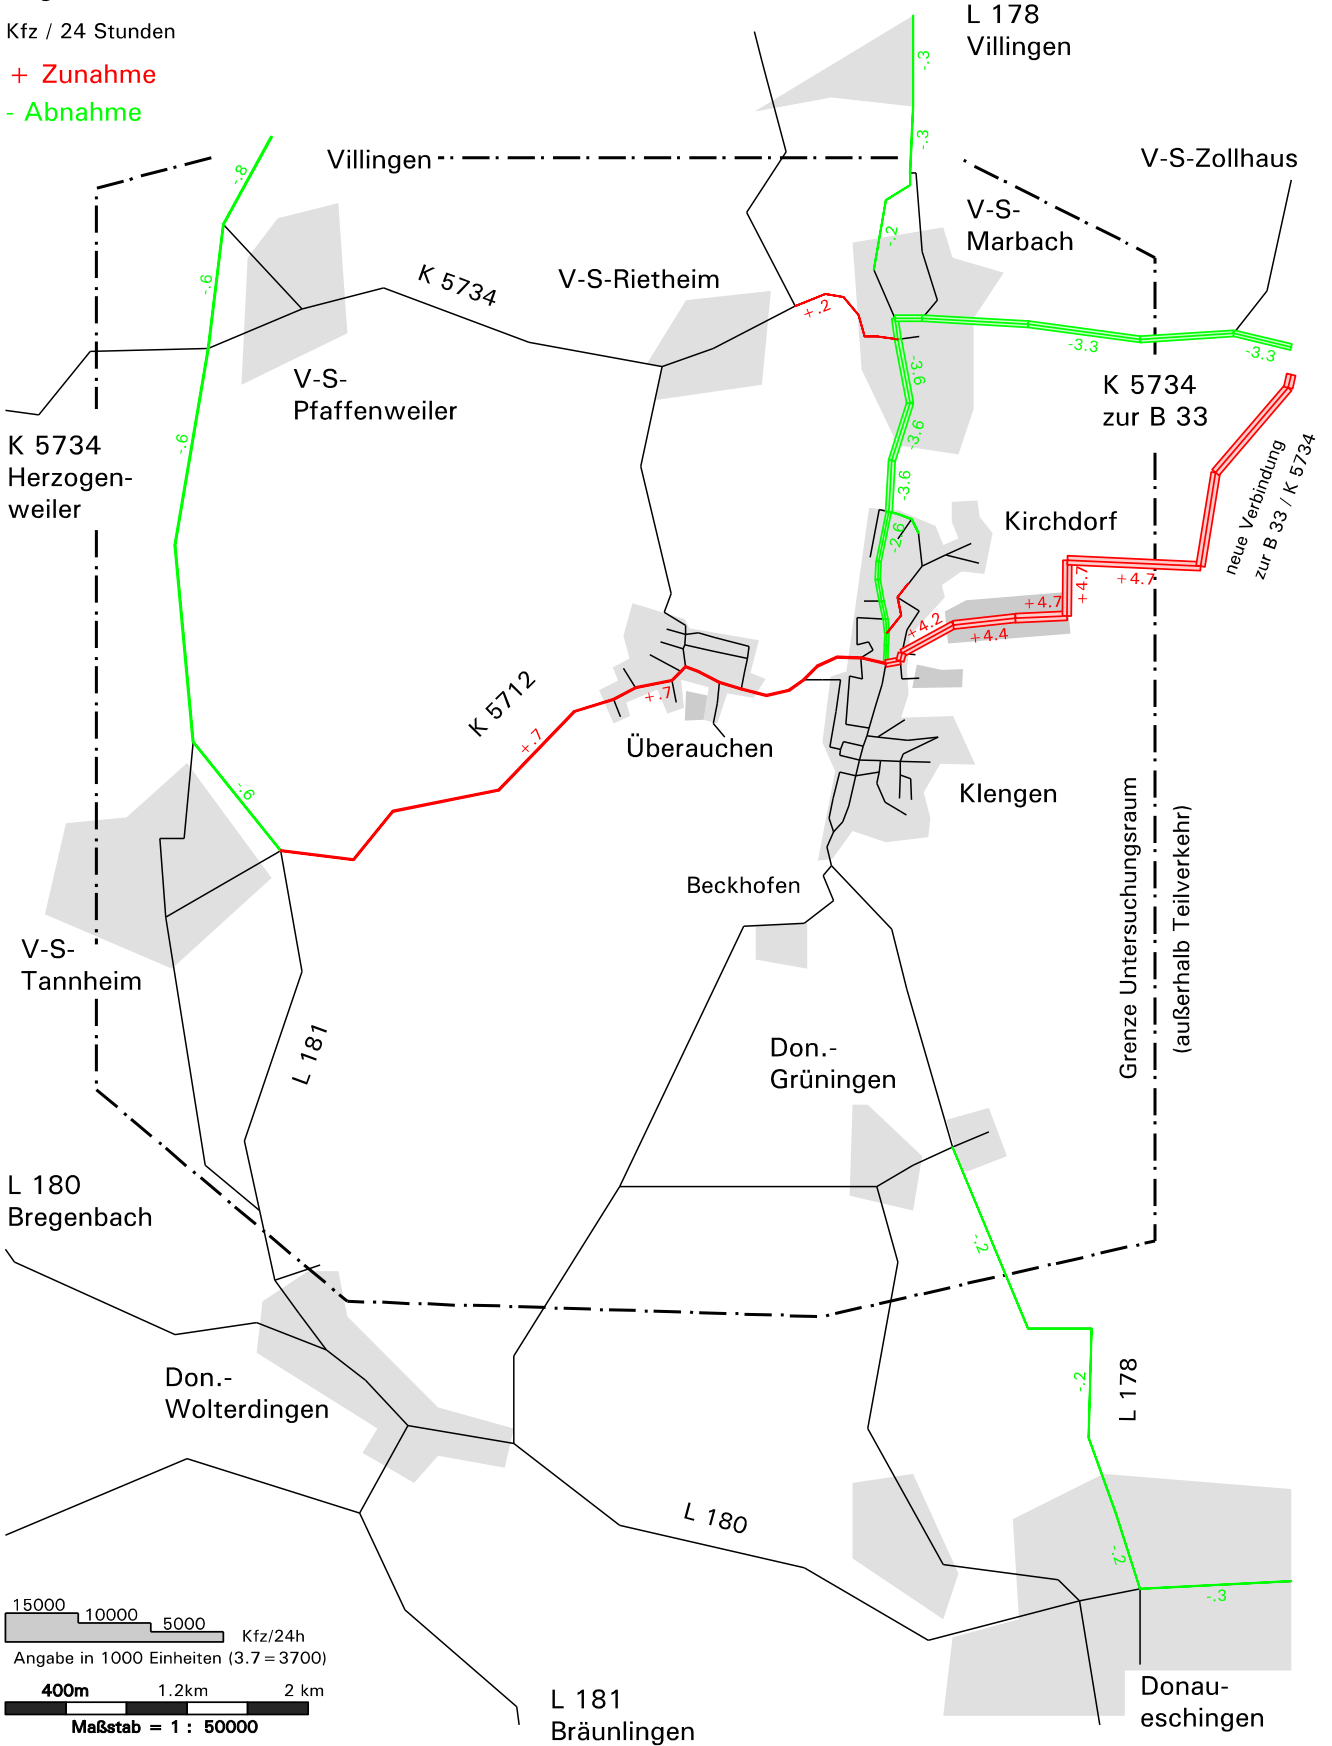 Kfz / 24 Stunden
+ Zunahme
- Abnahme
L 178
Villingen
-.3
-.3
Villingen
V-S-Zollhaus
-.8
V-S-
Marbach
-.2
V-S-Rietheim
K 5734
-.6
+.2
-3.3
-3.3
V-S-
Pfaffenweiler
-3.6
K 5734
zur B 33
K 5734
Herzogen-
weiler
-.6
-3.6
-3.6
neue Verbindung
zur B 33 / K 5734
Kirchdorf
-2.6
+4.7
+4.7
+4.7
+4.2
+4.4
K 5712
+.7
+.7
Überauchen
-.6
Klengen
Grenze Untersuchungsraum
(außerhalb Teilverkehr)
Beckhofen
V-S-
Tannheim
L 181
Don.-
Grüningen
L 180
Bregenbach
-.2
Don.-
Wolterdingen
-.2
L 178
L 180
-.2
-.3
15000
10000
5000
Kfz/24h
Angabe in 1000 Einheiten (3.7=3700)
400m
1.2km
2 km
Maßstab = 1 : 50000
L 181
Bräunlingen
Donau-
eschingen